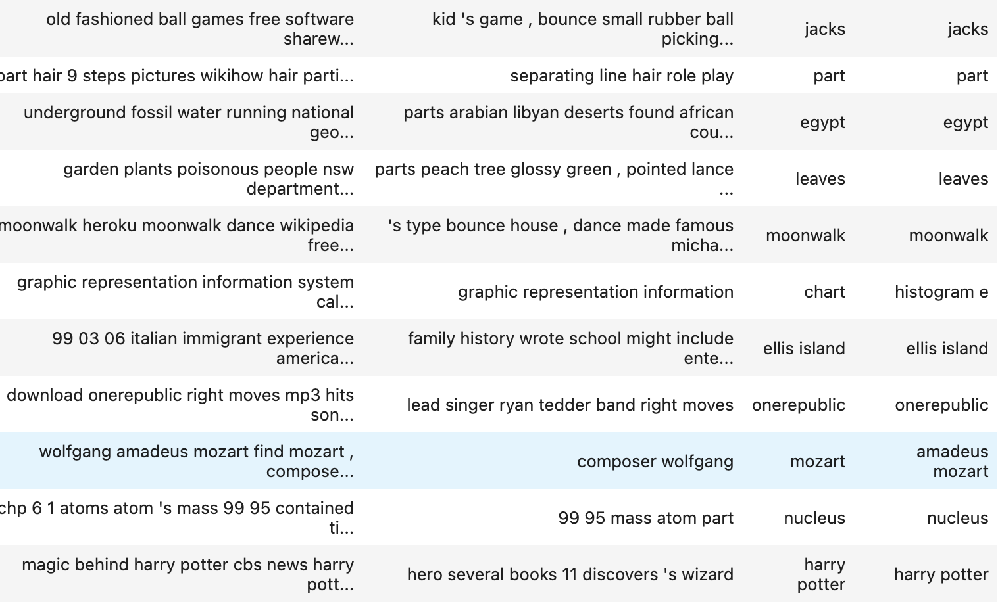 old fashioned ball games free software sharew...
kid 's game , bounce small rubber ball picking...
jacks
jacks
part hair 9 steps pictures wikihow hair parti...
separating line hair role play
part
part
underground fossil water running national geo...
parts arabian libyan deserts found african cou...
egypt
egypt
garden plants poisonous people nsw department...
parts peach tree glossy green , pointed lance ...
leaves
leaves
moonwalk heroku moonwalk dance wikipedia free...
's type bounce house , dance made famous micha...
moonwalk
moonwalk
graphic representation information system cal...
graphic representation information
chart
histogram e
99 03 06 italian immigrant experience america...
family history wrote school might include ente...
ellis island
ellis island
download onerepublic right moves mp3 hits son...
lead singer ryan tedder band right moves
onerepublic
onerepublic
wolfgang amadeus mozart find mozart , compose...
composer wolfgang
mozart
amadeus mozart
chp 6 1 atoms atom 's mass 99 95 contained ti...
99 95 mass atom part
nucleus
nucleus
magic behind harry potter cbs news harry pott...
hero several books 11 discovers 's wizard
harry potter
harry potter